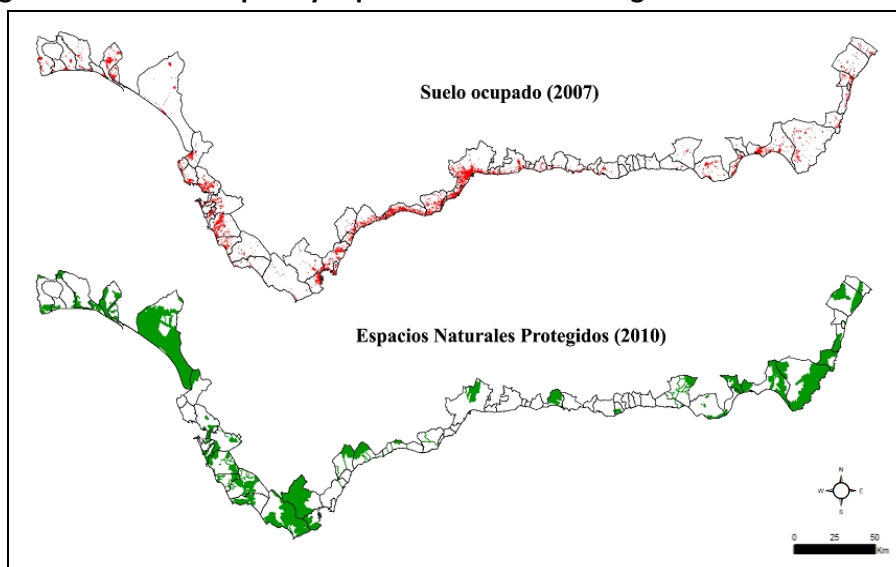 Suelo ocupado (2007)
Espacios Naturales Protegidos (2010)
N
W E
S
0 25 50
Km